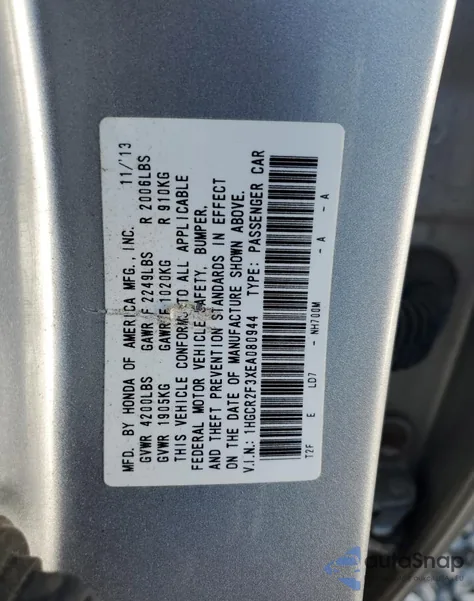 MFD. BY HONDA OF AMERICA MFG., INC. 11/'13
GVWR 4200LBS GAWR F 2249LBS R 2006LBS
GVWR 1905KG GAWR F 1020KG R 910KG
THIS VEHICLE CONFORMS TO ALL APPLICABLE
FEDERAL MOTOR VEHICLE SAFETY, BUMPER,
AND THEFT PREVENTION STANDARDS IN EFFECT
ON THE DATE OF MANUFACTURE SHOWN ABOVE.
V.I.N.: 1HGCR2F3XEA080944 TYPE: PASSENGER CAR
T2F E LD7 - NH700M - A - A
autoSnap